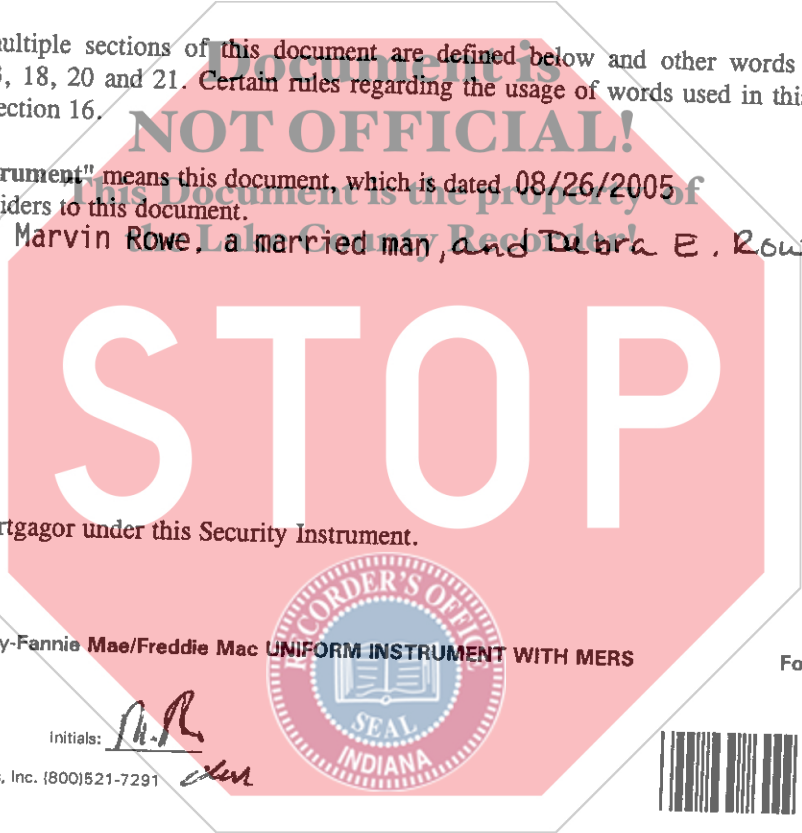 ultiple sections of this document are defined below and other words
, 18, 20 and 21. Certain rules regarding the usage of words used in this
ection 16.
Document is
NOT OFFICIAL!
This Document is the property of
the Lake County Recorder!
rument" means this document, which is dated 08/26/2005
iders to this document.
Marvin Rowe, a married man, and Debra E. Row
STOP
rtgagor under this Security Instrument.
RECORDER'S OFFICE
SEAL
INDIANA
y-Fannie Mae/Freddie Mac UNIFORM INSTRUMENT WITH MERS
Fo
Initials: M.R.
, Inc. (800)521-7291